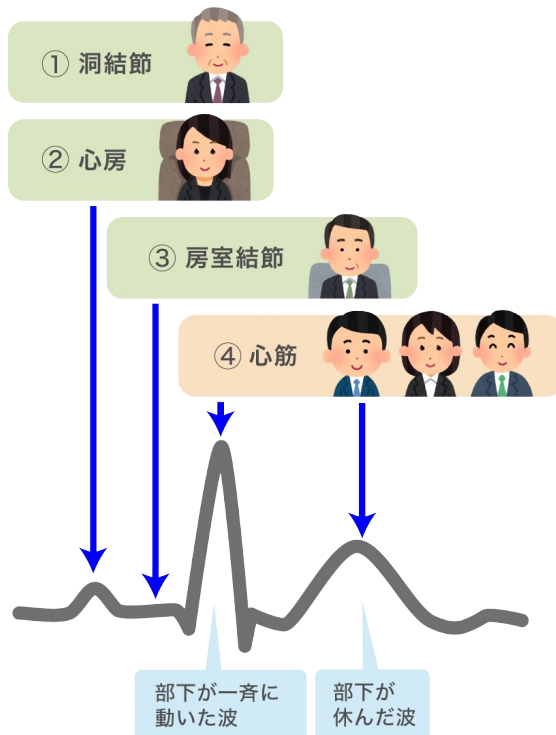 ① 洞結節
② 心房
③ 房室結節
④ 心筋
部下が一斉に
動いた波
部下が
休んだ波